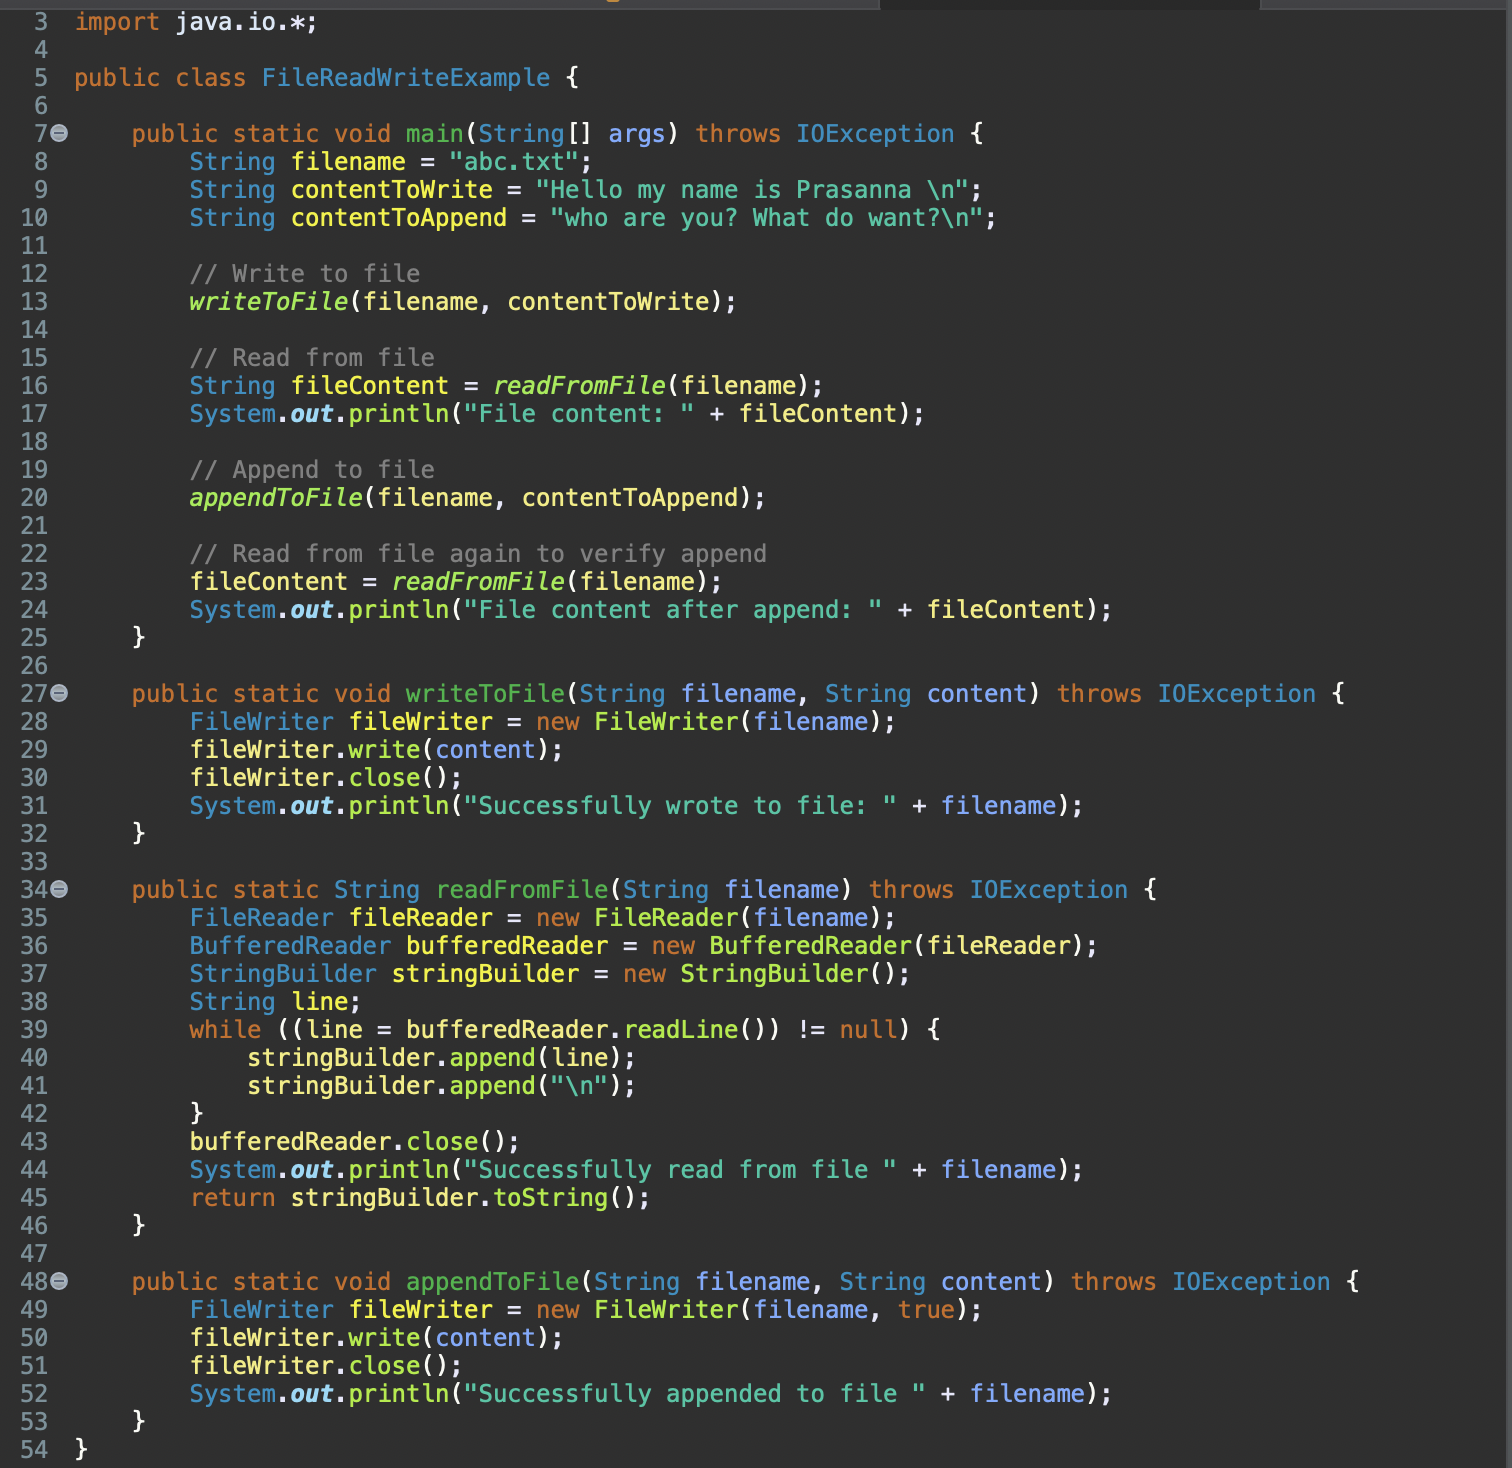 3 import java.io.*;
4
5 public class FileReadWriteExample {
6
7 public static void main(String[] args) throws IOException {
8 String filename = "abc.txt";
9 String contentToWrite = "Hello my name is Prasanna \n";
10 String contentToAppend = "who are you? What do want?\n";
11
12 // Write to file
13 writeToFile(filename, contentToWrite);
14
15 // Read from file
16 String fileContent = readFromFile(filename);
17 System.out.println("File content: " + fileContent);
18
19 // Append to file
20 appendToFile(filename, contentToAppend);
21
22 // Read from file again to verify append
23 fileContent = readFromFile(filename);
24 System.out.println("File content after append: " + fileContent);
25 }
26
27 public static void writeToFile(String filename, String content) throws IOException {
28 FileWriter fileWriter = new FileWriter(filename);
29 fileWriter.write(content);
30 fileWriter.close();
31 System.out.println("Successfully wrote to file: " + filename);
32 }
33
34 public static String readFromFile(String filename) throws IOException {
35 FileReader fileReader = new FileReader(filename);
36 BufferedReader bufferedReader = new BufferedReader(fileReader);
37 StringBuilder stringBuilder = new StringBuilder();
38 String line;
39 while ((line = bufferedReader.readLine()) != null) {
40 stringBuilder.append(line);
41 stringBuilder.append("\n");
42 }
43 bufferedReader.close();
44 System.out.println("Successfully read from file " + filename);
45 return stringBuilder.toString();
46 }
47
48 public static void appendToFile(String filename, String content) throws IOException {
49 FileWriter fileWriter = new FileWriter(filename, true);
50 fileWriter.write(content);
51 fileWriter.close();
52 System.out.println("Successfully appended to file " + filename);
53 }
54 }